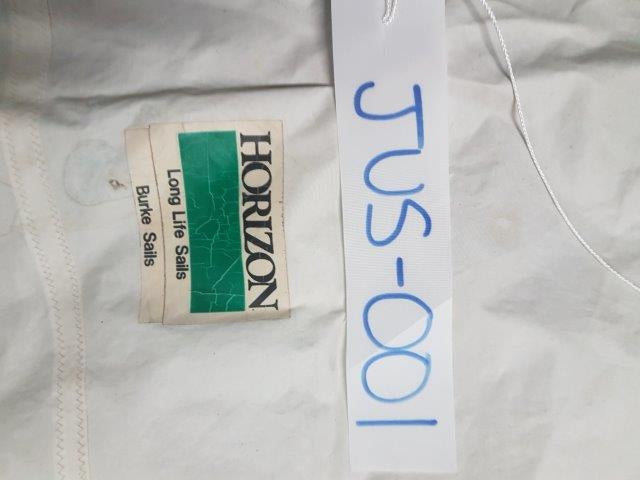 JUS-001
HORIZON
Long Life Sails
Burke Sails